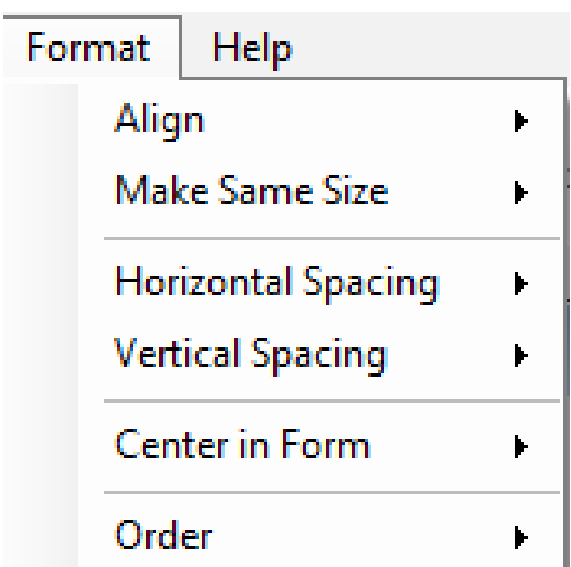 Format Help
Align
Make Same Size
Horizontal Spacing
Vertical Spacing
Center in Form
Order